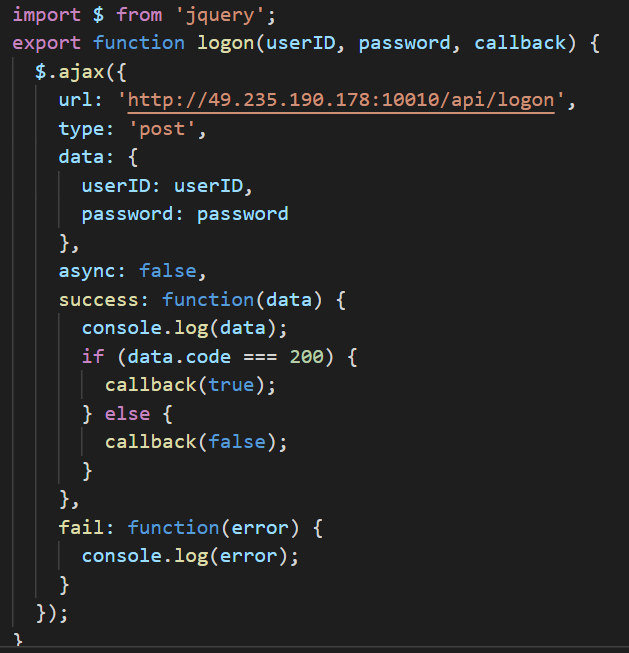 import $ from 'jquery';
export function logon(userID, password, callback) {
  $.ajax({
    url: 'http://49.235.190.178:10010/api/logon',
    type: 'post',
    data: {
      userID: userID,
      password: password
    },
    async: false,
    success: function(data) {
      console.log(data);
      if (data.code === 200) {
        callback(true);
      } else {
        callback(false);
      }
    },
    fail: function(error) {
      console.log(error);
    }
  });
}